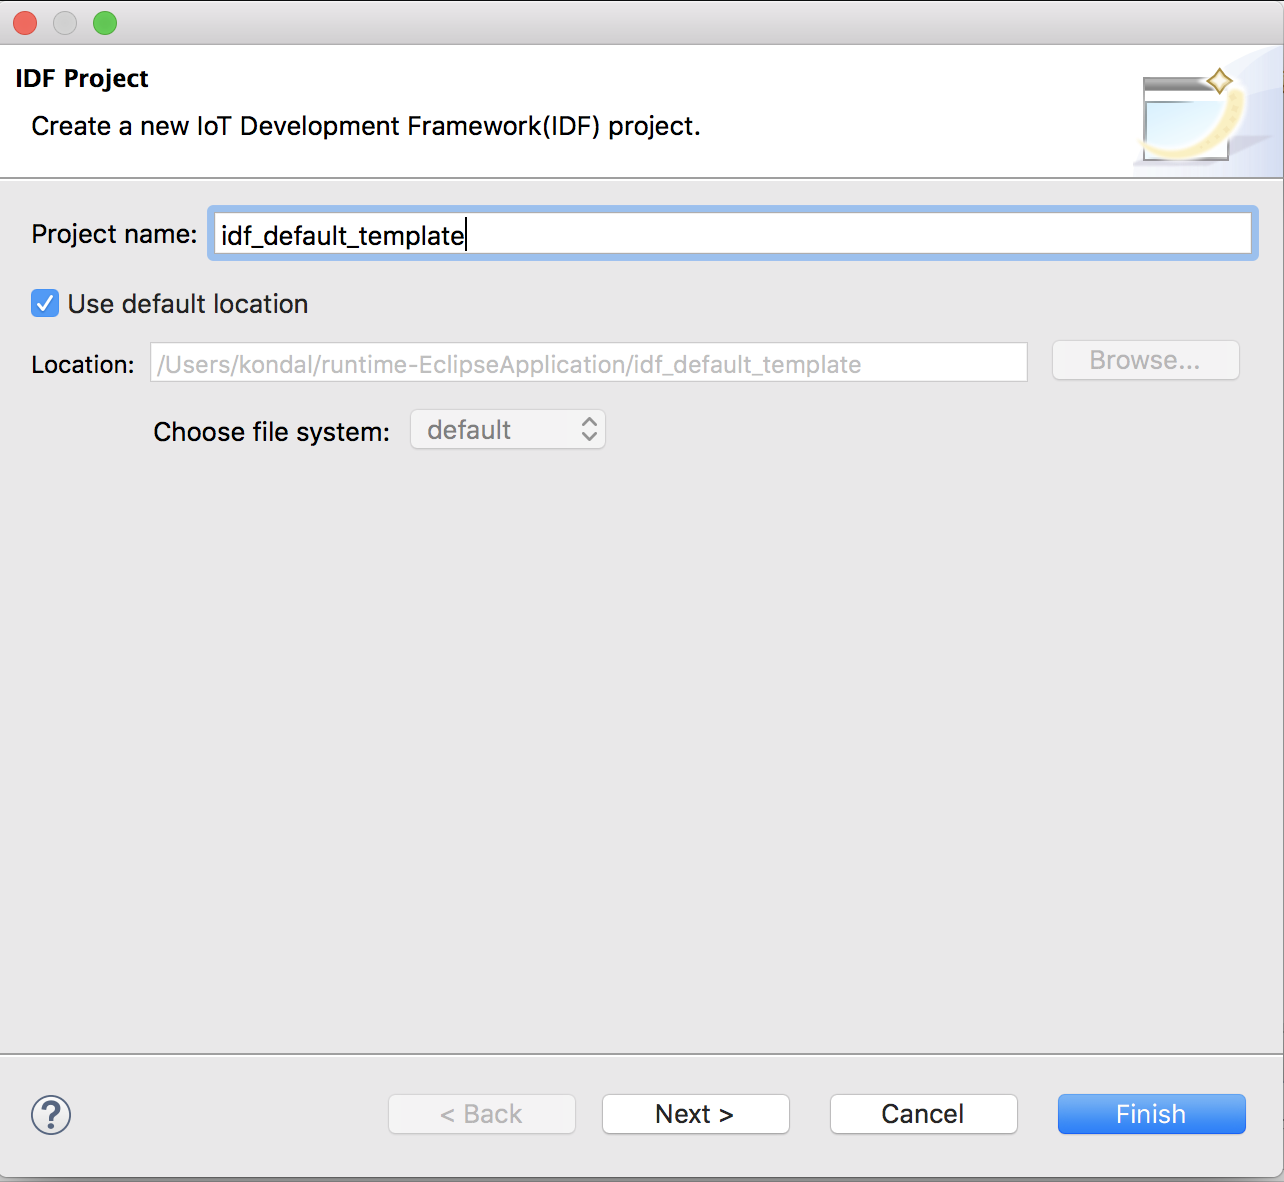 IDF Project
Create a new IoT Development Framework(IDF) project.
Project name: idf_default_template
Use default location
Location: /Users/kondal/runtime-EclipseApplication/idf_default_template Browse...
Choose file system: default
? < Back Next > Cancel Finish